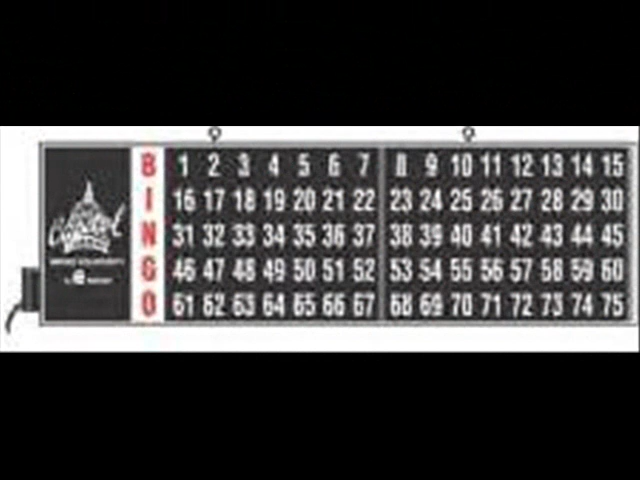 Capitol
B 1 2 3 4 5 6 7 8 9 10 11 12 13 14 15
I 16 17 18 19 20 21 22 23 24 25 26 27 28 29 30
N 31 32 33 34 35 36 37 38 39 40 41 42 43 44 45
G 46 47 48 49 50 51 52 53 54 55 56 57 58 59 60
O 61 62 63 64 65 66 67 68 69 70 71 72 73 74 75